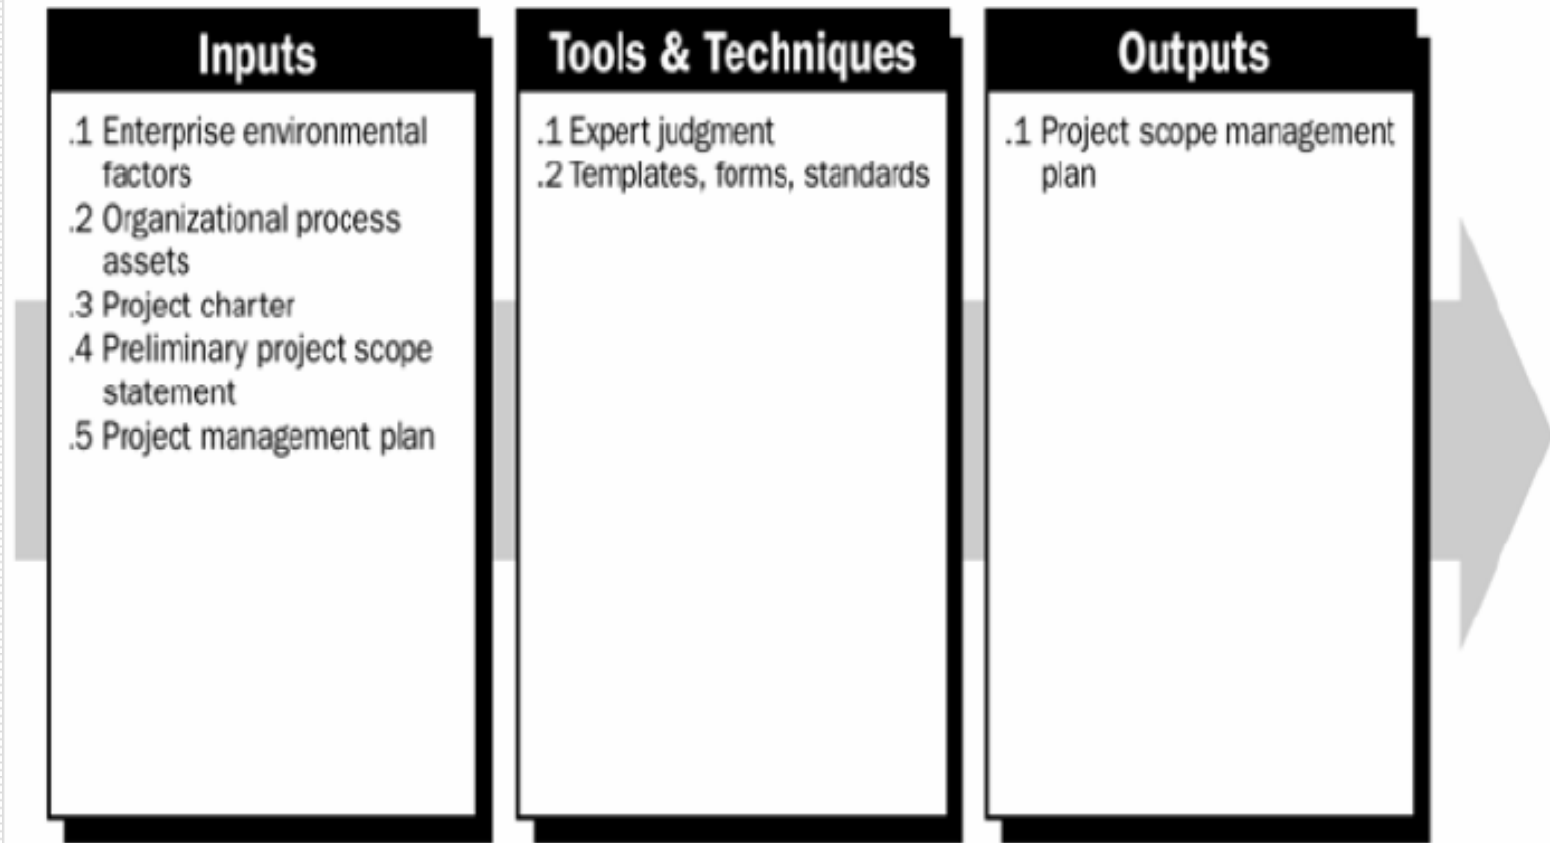 Inputs
.1 Enterprise environmental
factors
.2 Organizational process
assets
.3 Project charter
.4 Preliminary project scope
statement
.5 Project management plan
Tools & Techniques
.1 Expert judgment
.2 Templates, forms, standards
Outputs
.1 Project scope management
plan